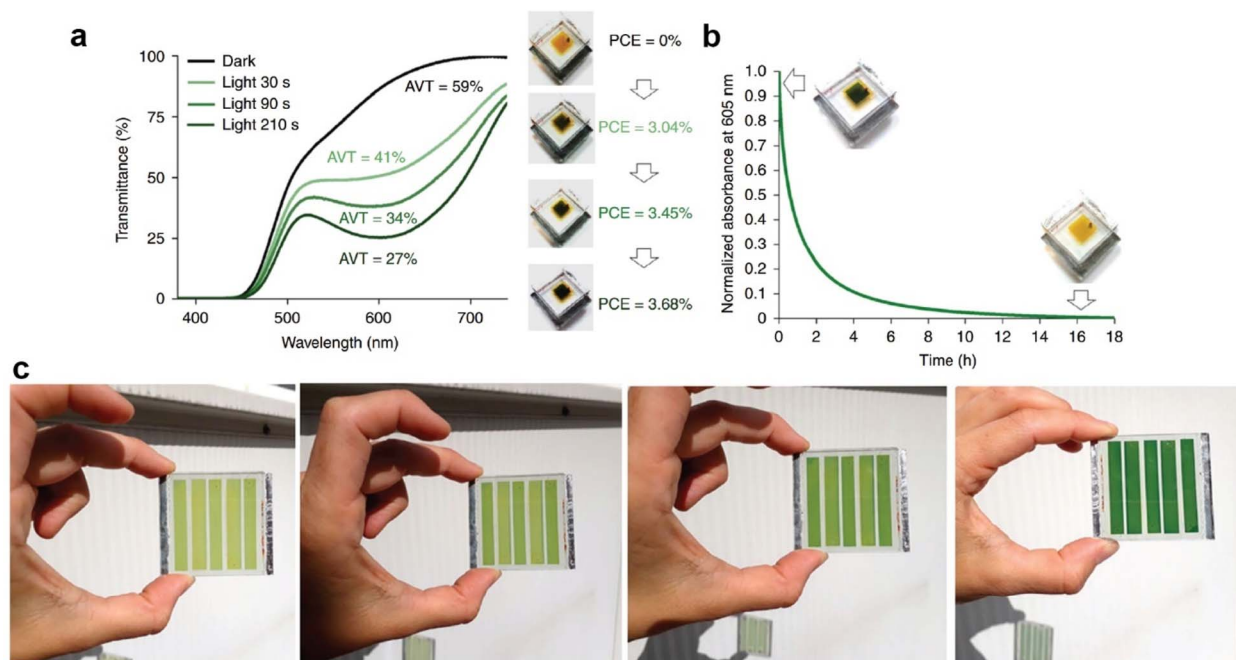 a
100
75
50
25
0
Transmittance (%)
400
500
600
700
Wavelength (nm)
Dark
Light 30 s
Light 90 s
Light 210 s
AVT = 59%
AVT = 41%
AVT = 34%
AVT = 27%
PCE = 0%
PCE = 3.04%
PCE = 3.45%
PCE = 3.68%
b
1.0
0.9
0.8
0.7
0.6
0.5
0.4
0.3
0.2
0.1
0
Normalized absorbance at 605 nm
0
2
4
6
8
10
12
14
16
18
Time (h)
c